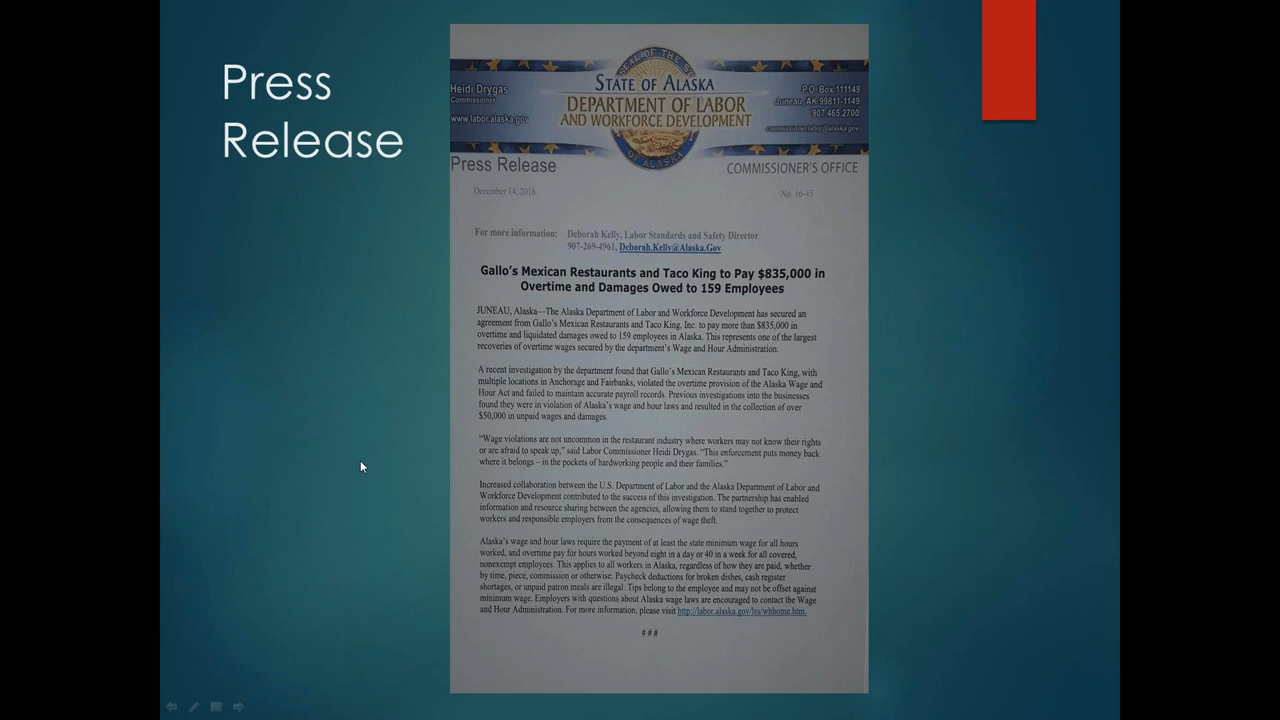 Press
Release
SEAL OF THE S
STATE OF ALASKA
DEPARTMENT OF LABOR
AND WORKFORCE DEVELOPMENT
OF ALASKA
Heidi Drygas
Commissioner
www.labor.alaska.gov
P.O. Box 111149
Juneau, AK 99811-1149
907.465.2700
commissioner.labor@alaska.gov
Press Release
COMMISSIONER'S OFFICE
December 14, 2016
No. 16-45
For more information: Deborah Kelly, Labor Standards and Safety Director
907-269-4961, Deborah.Kelly@Alaska.Gov
Gallo's Mexican Restaurants and Taco King to Pay $835,000 in
Overtime and Damages Owed to 159 Employees
JUNEAU, Alaska—The Alaska Department of Labor and Workforce Development has secured an
agreement from Gallo's Mexican Restaurants and Taco King, Inc. to pay more than $835,000 in
overtime and liquidated damages owed to 159 employees in Alaska. This represents one of the largest
recoveries of overtime wages secured by the department's Wage and Hour Administration.
A recent investigation by the department found that Gallo's Mexican Restaurants and Taco King, with
multiple locations in Anchorage and Fairbanks, violated the overtime provision of the Alaska Wage and
Hour Act and failed to maintain accurate payroll records. Previous investigations into the businesses
found they were in violation of Alaska's wage and hour laws and resulted in the collection of over
$50,000 in unpaid wages and damages.
"Wage violations are not uncommon in the restaurant industry where workers may not know their rights
or are afraid to speak up," said Labor Commissioner Heidi Drygas. "This enforcement puts money back
where it belongs – in the pockets of hardworking people and their families."
Increased collaboration between the U.S. Department of Labor and the Alaska Department of Labor and
Workforce Development contributed to the success of this investigation. The partnership has enabled
information and resource sharing between the agencies, allowing them to stand together to protect
workers and responsible employers from the consequences of wage theft.
Alaska's wage and hour laws require the payment of at least the state minimum wage for all hours
worked, and overtime pay for hours worked beyond eight in a day or 40 in a week for all covered,
nonexempt employees. This applies to all workers in Alaska, regardless of how they are paid, whether
by time, piece, commission or otherwise. Paycheck deductions for broken dishes, cash register
shortages, or unpaid patron meals are illegal. Tips belong to the employee and may not be offset against
minimum wage. Employers with questions about Alaska wage laws are encouraged to contact the Wage
and Hour Administration. For more information, please visit http://labor.alaska.gov/lss/whhome.htm.
# # #